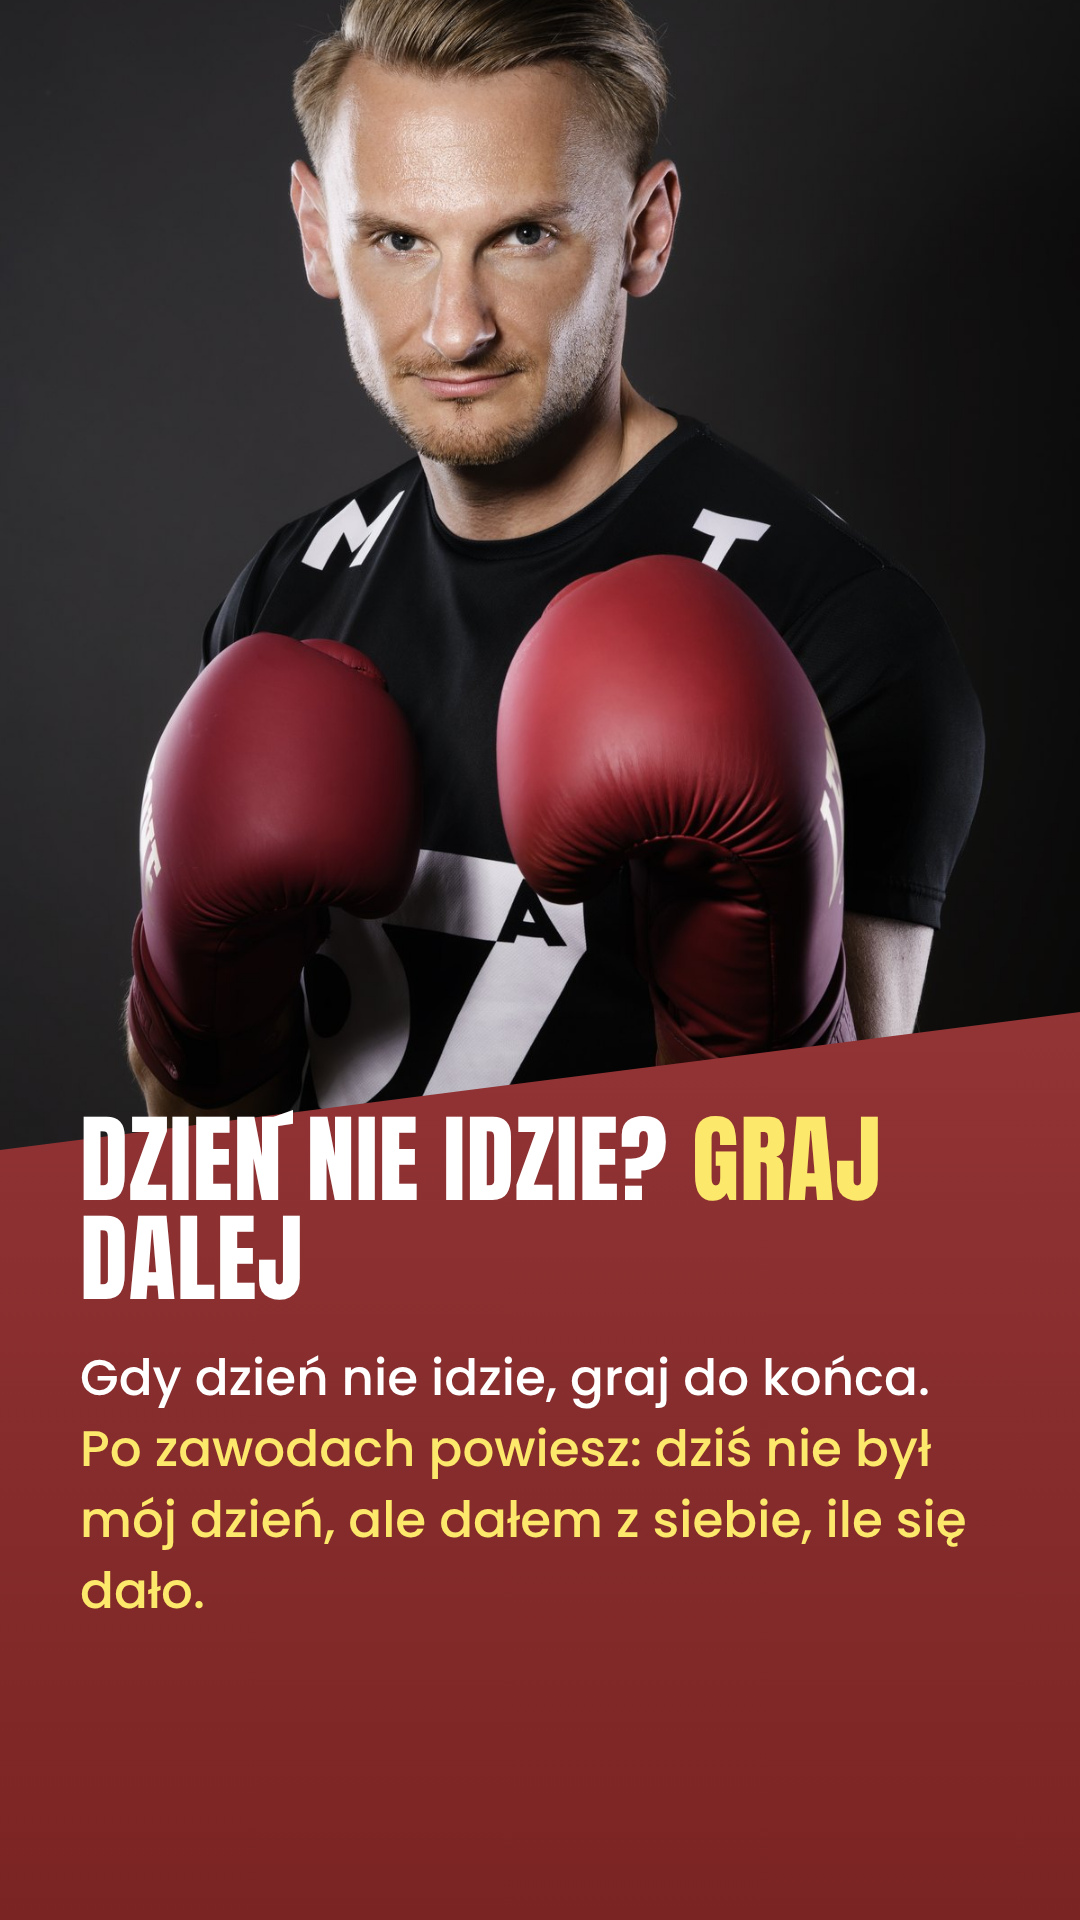 M T
A
07
DZIEŃ NIE IDZIE? GRAJ
DALEJ
Gdy dzień nie idzie, graj do końca.
Po zawodach powiesz: dziś nie był
mój dzień, ale dałem z siebie, ile się
dało.